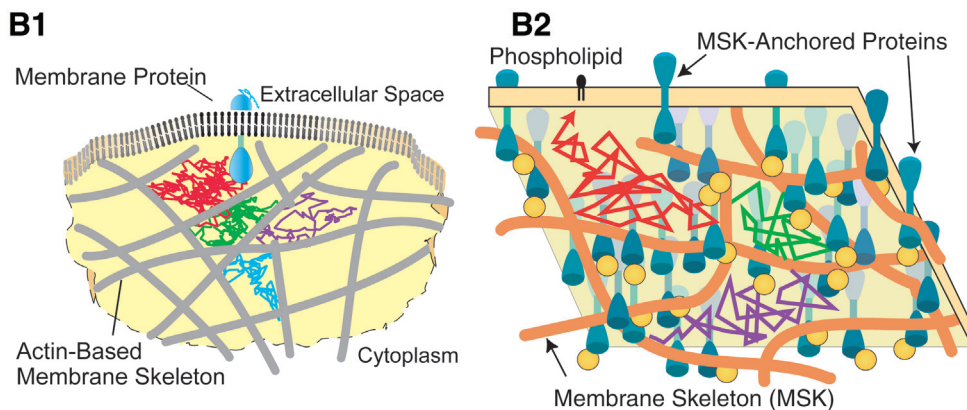 B1
Membrane Protein
Extracellular Space
Actin-Based
Membrane Skeleton
Cytoplasm
B2
Phospholipid
MSK-Anchored Proteins
Membrane Skeleton (MSK)